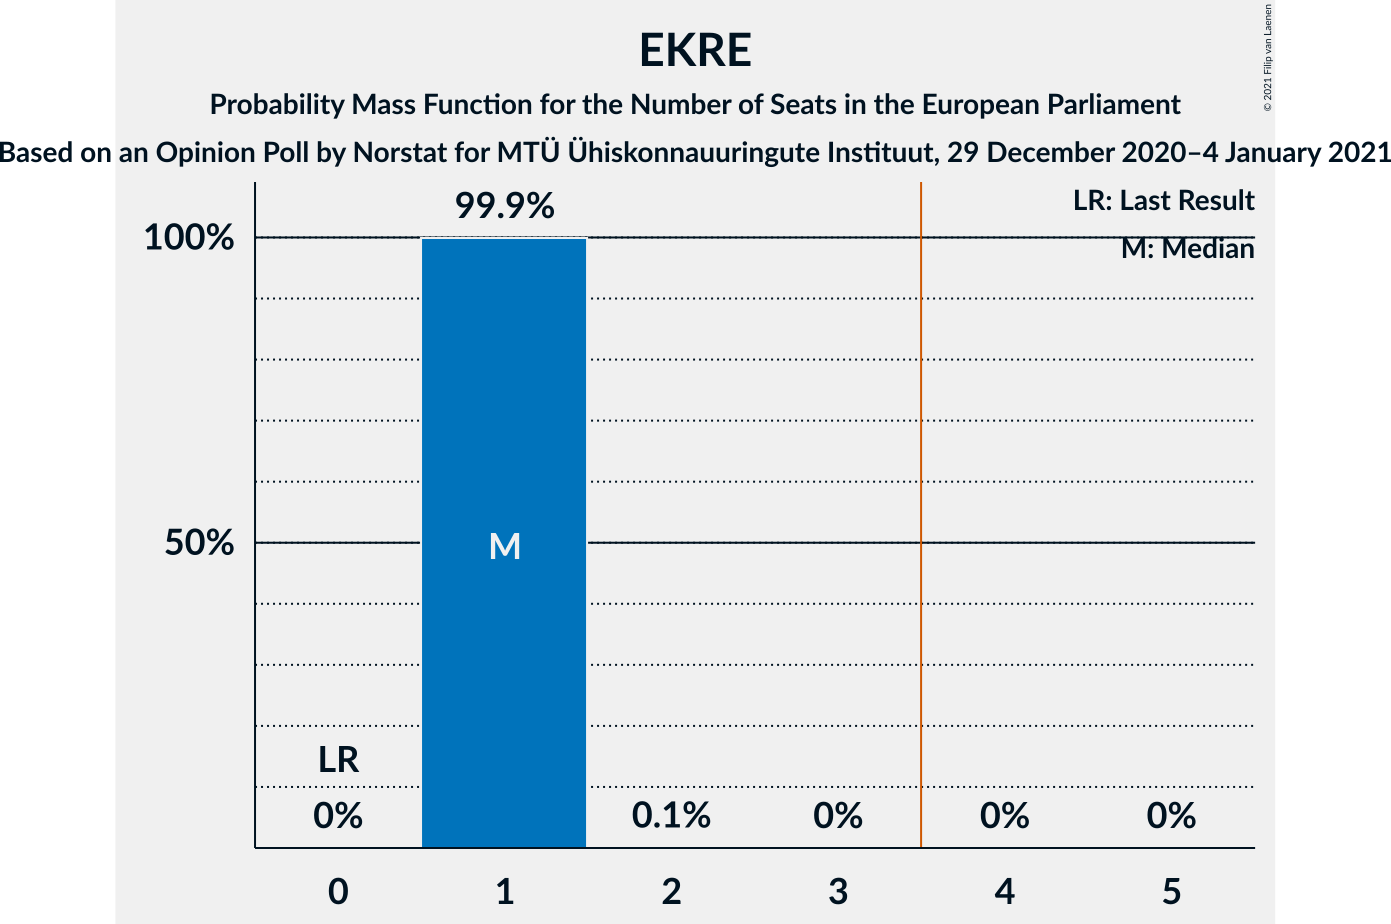 EKRE
Probability Mass Function for the Number of Seats in the European Parliament
Based on an Opinion Poll by Norstat for MTÜ Ühiskonnauuringute Instituut, 29 December 2020–4 January 2021
© 2021 Filip van Laenen
LR: Last Result
M: Median
99.9%
100%
50%
M
LR
0%
0.1%
0%
0%
0%
0 1 2 3 4 5